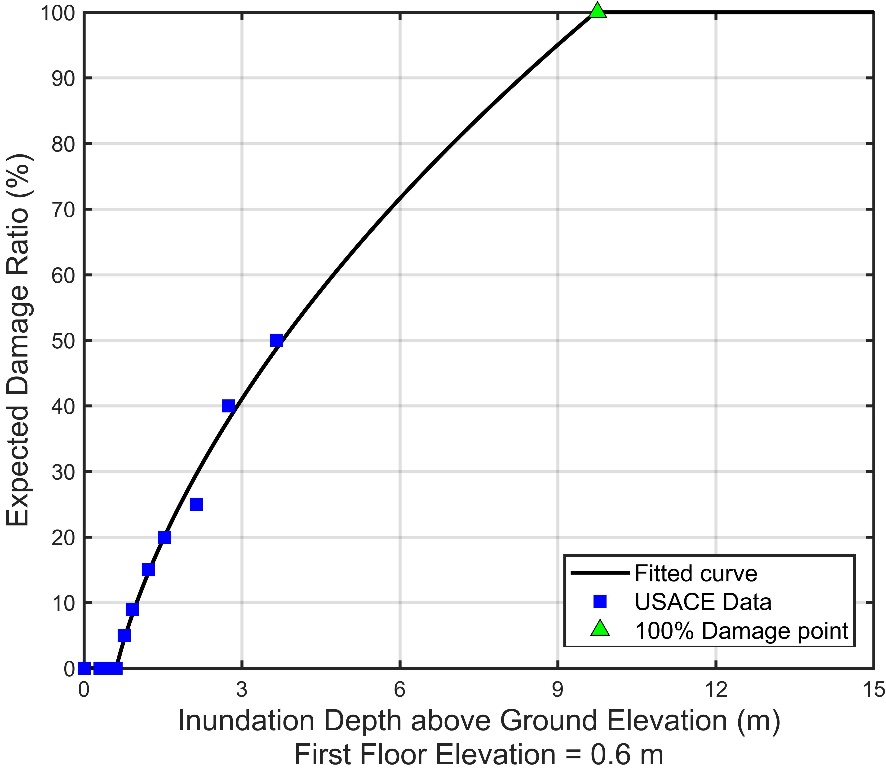 100
90
80
70
60
50
40
30
20
10
0
Expected Damage Ratio (%)
Fitted curve
USACE Data
100% Damage point
0 3 6 9 12 15
Inundation Depth above Ground Elevation (m)
First Floor Elevation = 0.6 m